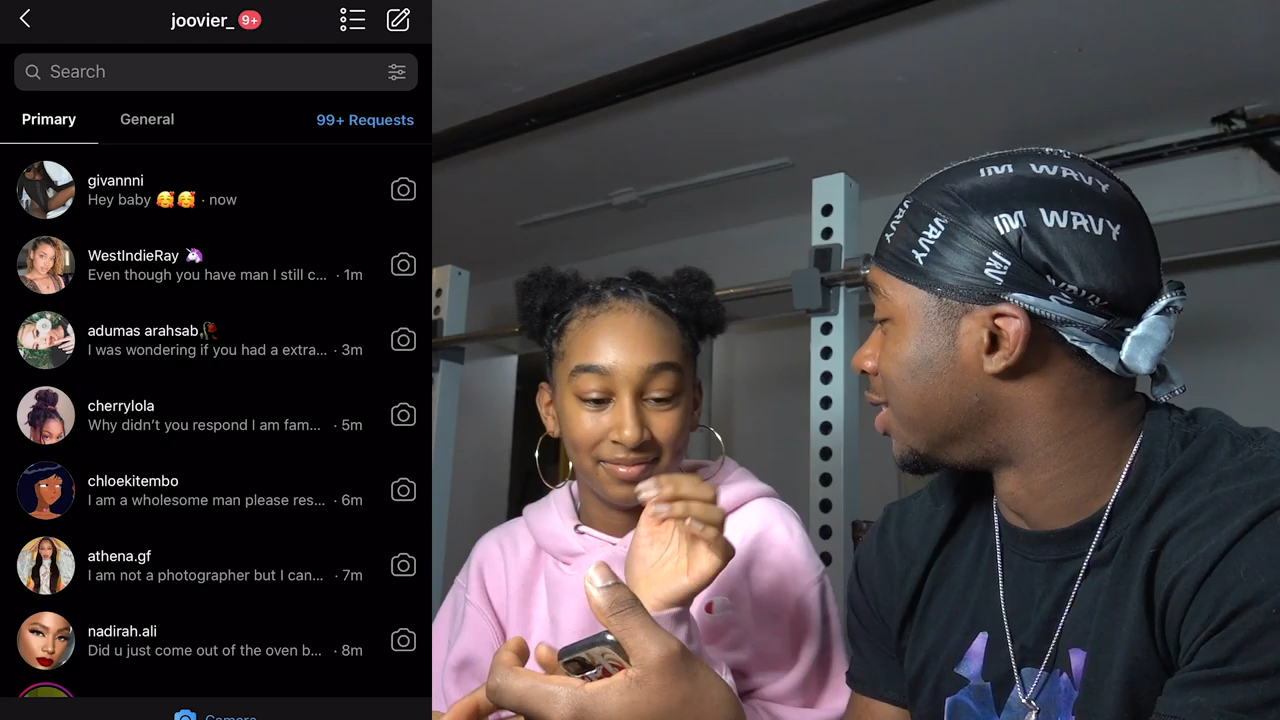 joovier_ 9+
Search
Primary General 99+ Requests
givannni
Hey baby 🥰🥰 · now
WestIndieRay 🦄
Even though you have man I still c... · 1m
adumas arahsab🥀
I was wondering if you had a extra... · 3m
cherrylola
Why didn’t you respond I am fam... · 5m
chloekitembo
I am a wholesome man please res... · 6m
athena.gf
I am not a photographer but I can... · 7m
nadirah.ali
Did u just come out of the oven b... · 8m
Camera
IM WAVY
IM WAVY
WAVY